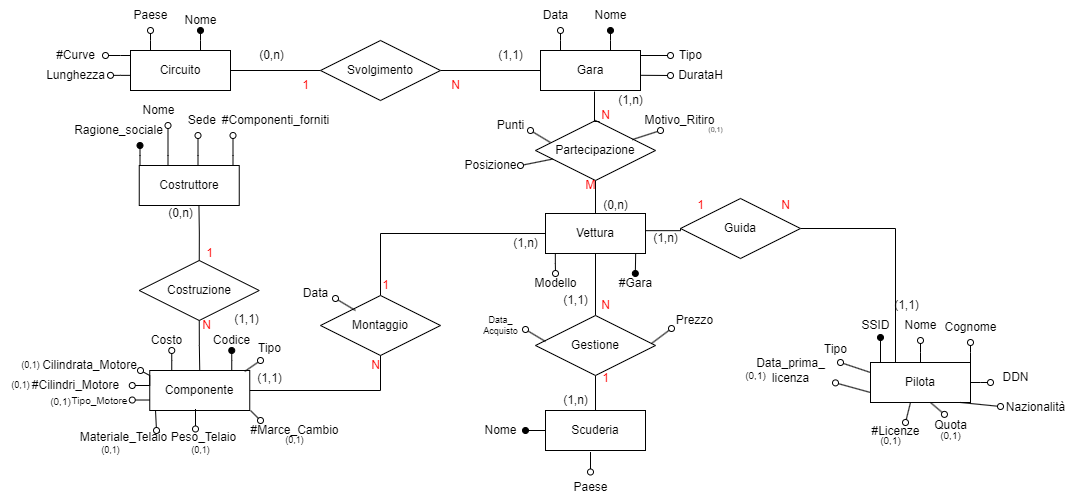 Paese
Nome
Data
Nome
#Curve
Lunghezza
Circuito
(0,n)
1
Svolgimento
N
(1,1)
Gara
Tipo
DurataH
(1,n)
Nome
Ragione_sociale
Sede
#Componenti_forniti
Costruttore
(0,n)
N
Punti
Motivo_Ritiro
(0,1)
Partecipazione
Posizione
M
(0,n)
1
N
(1,n)
Vettura
(1,n)
Guida
1
Costruzione
N
(1,1)
Modello
#Gara
Data
1
Montaggio
N
(1,1)
N
Data_
Acquisto
Prezzo
Gestione
1
(1,n)
(1,1)
SSID
Nome
Cognome
Tipo
Data_prima_
(0,1) licenza
Pilota
DDN
Nazionalità
#Licenze
(0,1)
Quota
(0,1)
Costo
Codice
Tipo
(0,1) Cilindrata_Motore
(0,1) #Cilindri_Motore
(0,1) Tipo_Motore
Componente
(1,1)
Materiale_Telaio
(0,1)
Peso_Telaio
(0,1)
#Marce_Cambio
(0,1)
Nome
Scuderia
Paese